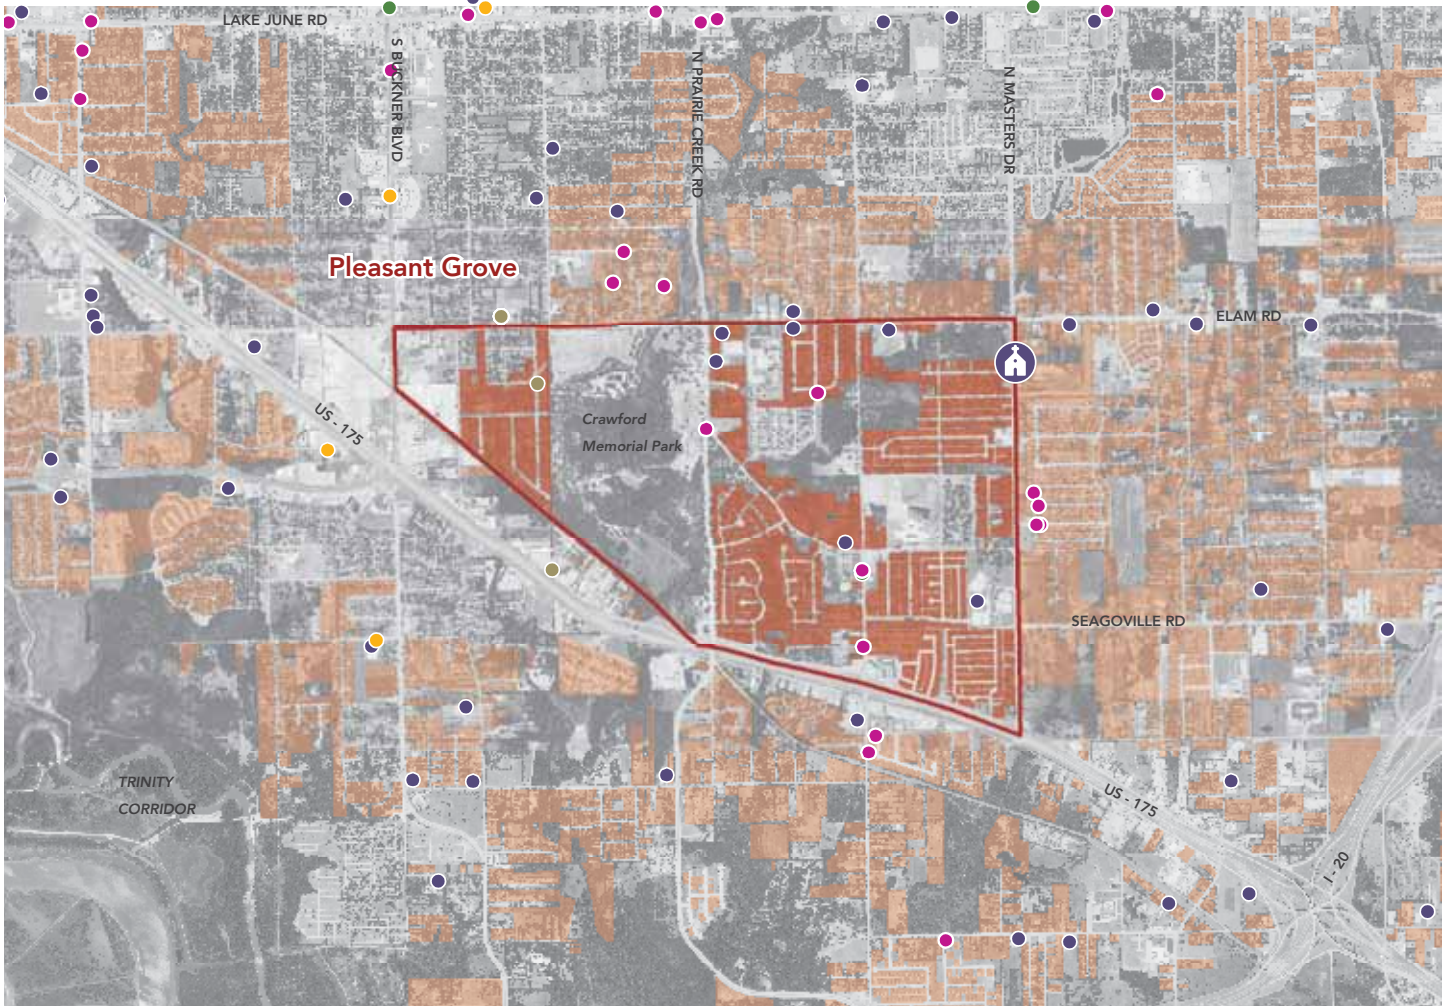 LAKE JUNE RD
S BUCKNER BLVD
N PRAIRIE CREEK RD
N MASTERS DR
Pleasant Grove
ELAM RD
US - 175
Crawford
Memorial Park
SEAGOVILLE RD
TRINITY
CORRIDOR
US - 175
I - 20